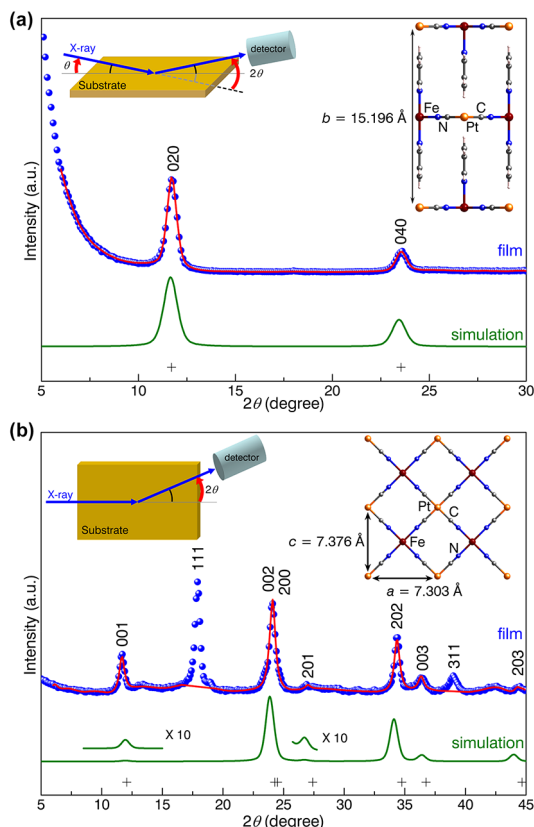 (a)
X-ray
θ
detector
2θ
Substrate
b = 15.196 Å
Fe
C
N
Pt
020
040
film
simulation
Intensity (a.u.)
5
10
15
20
25
30
2θ (degree)
(b)
X-ray
detector
2θ
Substrate
Pt
C
Fe
N
c = 7.376 Å
a = 7.303 Å
001
111
002
200
201
202
003
311
203
film
X 10
X 10
simulation
Intensity (a.u.)
5
10
15
20
25
30
35
40
45
2θ (degree)